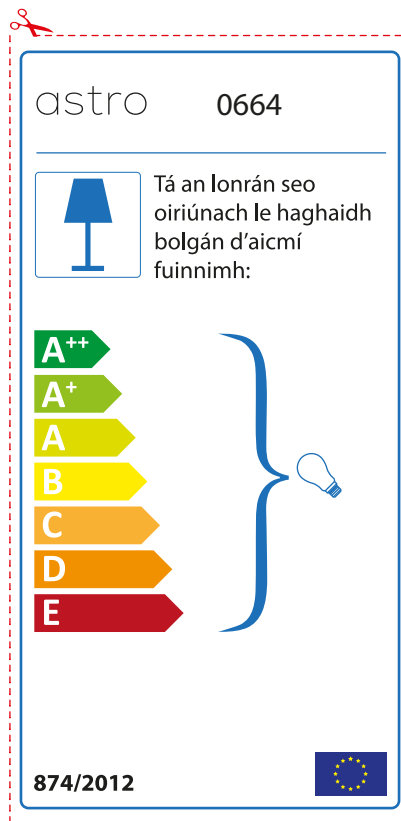 astro 0664
Tá an lonrán seo
oiriúnach le haghaidh
bolgán d'aicmí
fuinnimh:
A++
A+
A
B
C
D
E
874/2012